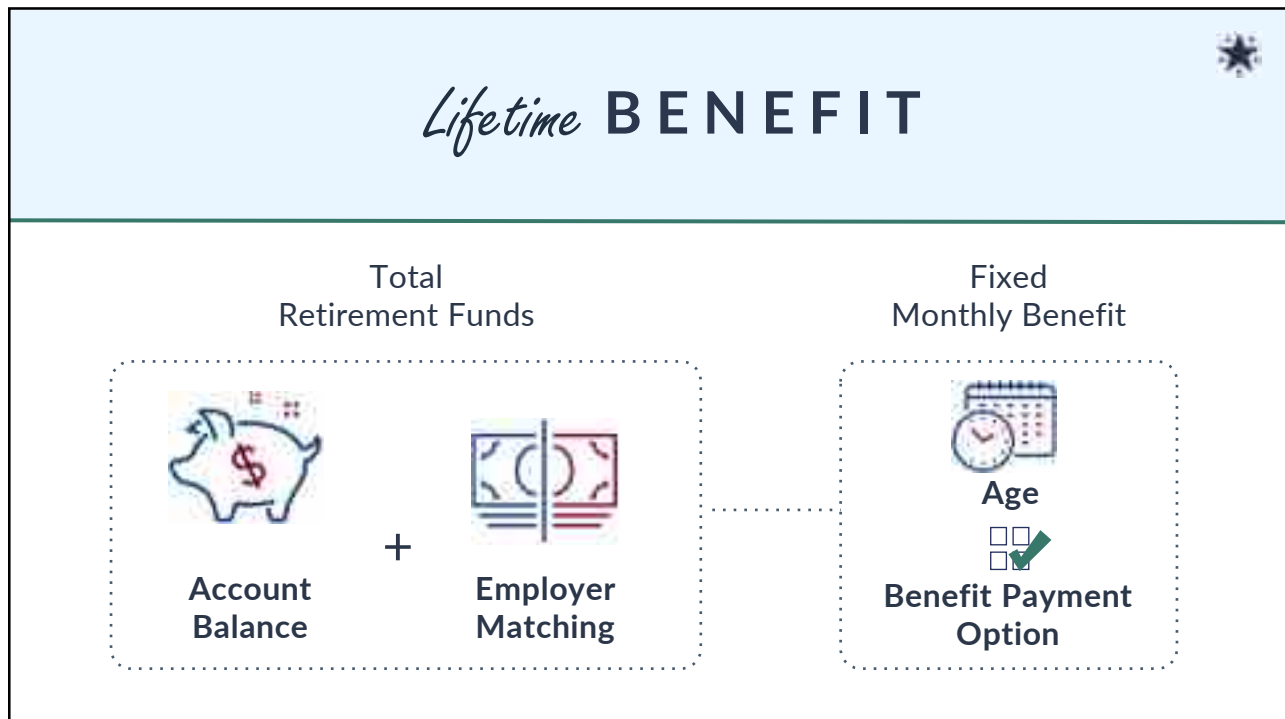 Lifetime BENEFIT
Total
Retirement Funds
Fixed
Monthly Benefit
$
+
Account
Balance
Employer
Matching
Age
Benefit Payment
Option